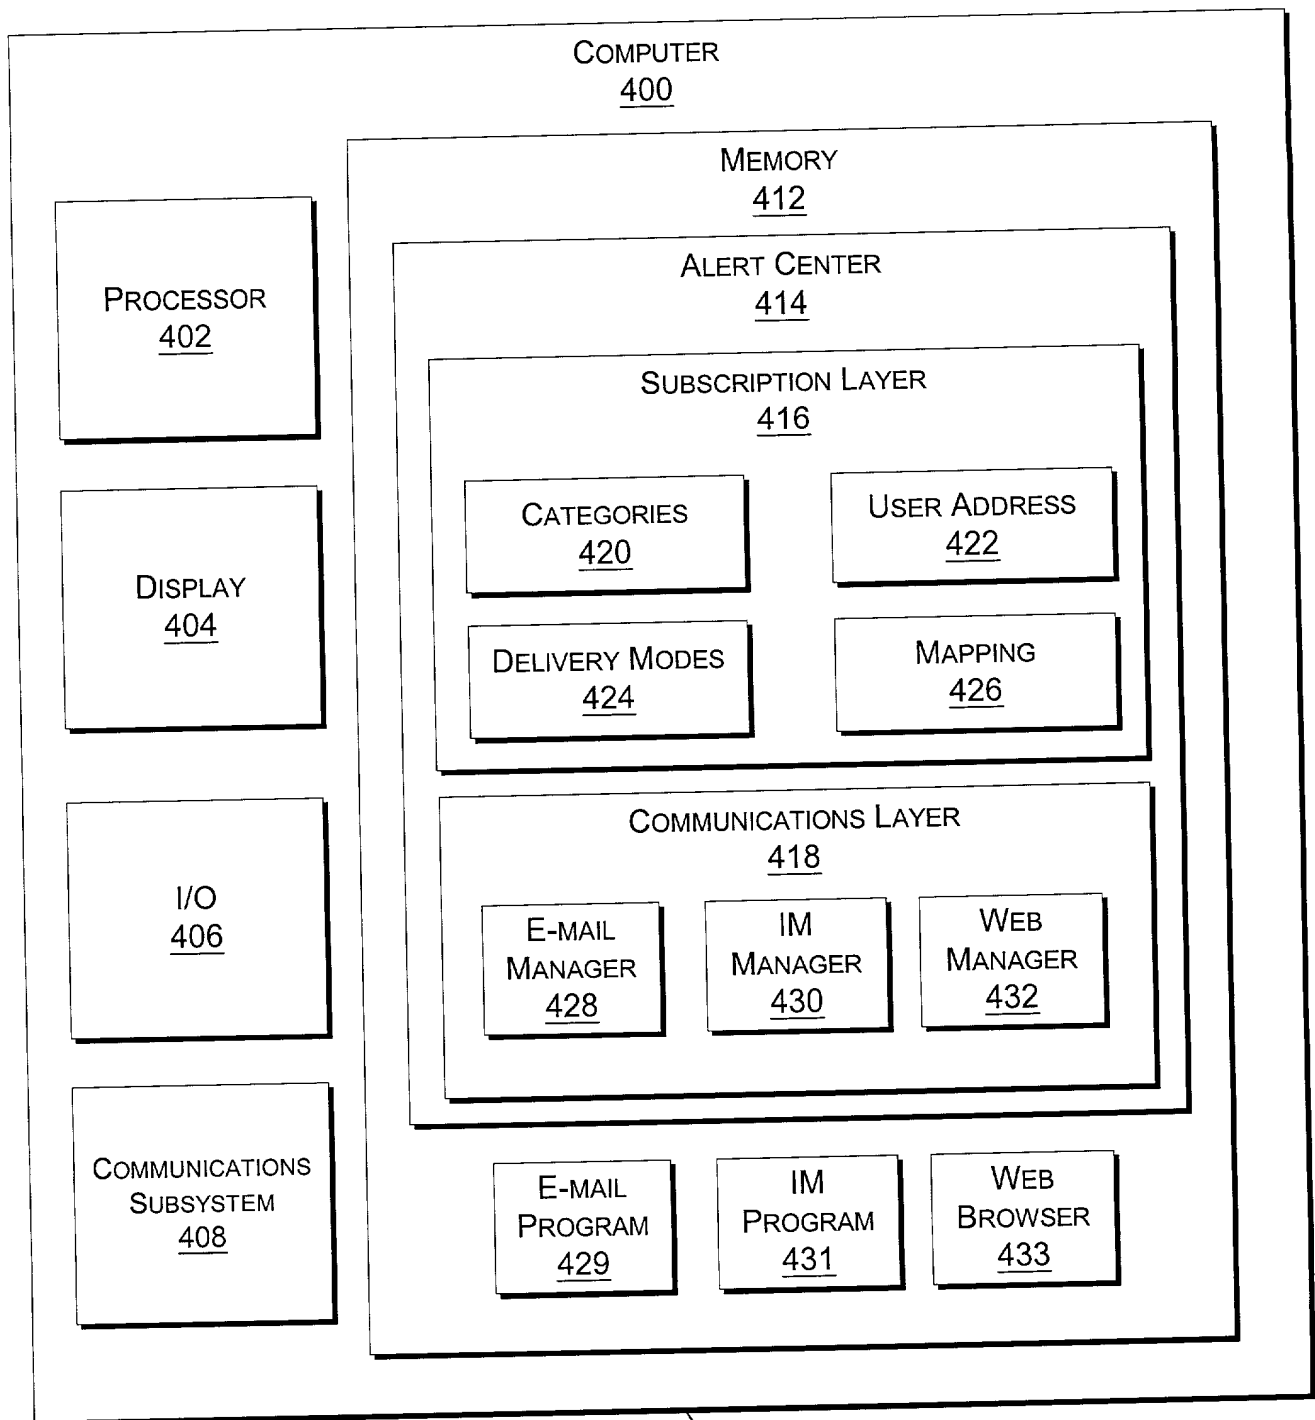 COMPUTER
400
MEMORY
412
ALERT CENTER
414
SUBSCRIPTION LAYER
416
CATEGORIES
420
USER ADDRESS
422
DELIVERY MODES
424
MAPPING
426
COMMUNICATIONS LAYER
418
E-MAIL
MANAGER
428
IM
MANAGER
430
WEB
MANAGER
432
E-MAIL
PROGRAM
429
IM
PROGRAM
431
WEB
BROWSER
433
PROCESSOR
402
DISPLAY
404
I/O
406
COMMUNICATIONS
SUBSYSTEM
408